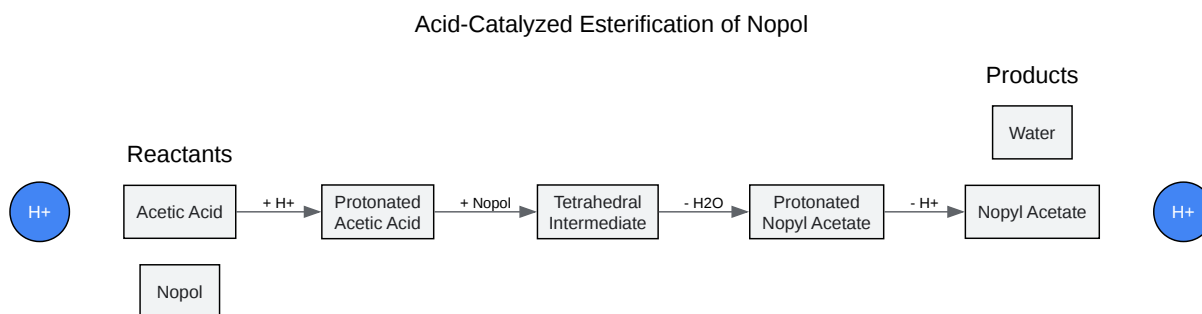 Acid-Catalyzed Esterification of Nopol
Products
Water
Reactants
H+
Acetic Acid
+ H+
Protonated
Acetic Acid
+ Nopol
Tetrahedral
Intermediate
- H2O
Protonated
Nopyl Acetate
- H+
Nopyl Acetate
H+
Nopol